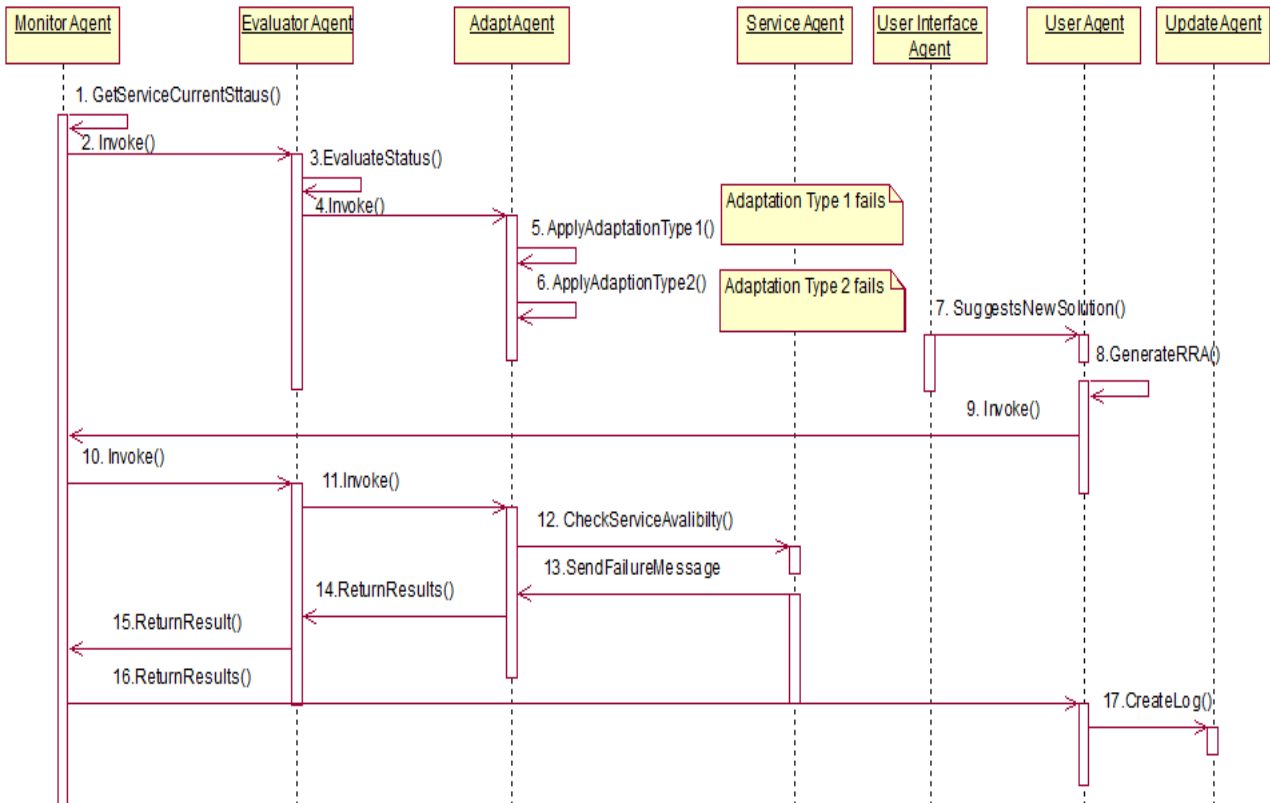 Monitor Agent
Evaluator Agent
AdaptAgent
Service Agent
User Interface
Agent
User Agent
Update Agent
1. GetServiceCurrentSttaus()
2. Invoke()
3.EvaluateStatus()
4.Invoke()
Adaptation Type 1 fails
5. ApplyAdaptationType1()
6. ApplyAdaptionType2()
Adaptation Type 2 fails
7. SuggestsNewSolution()
8.GenerateRRA()
9. Invoke()
10. Invoke()
11.Invoke()
12. CheckServiceAvalibilty()
13.SendFailureMessage
14.ReturnResults()
15.ReturnResult()
16.ReturnResults()
17.CreateLog()